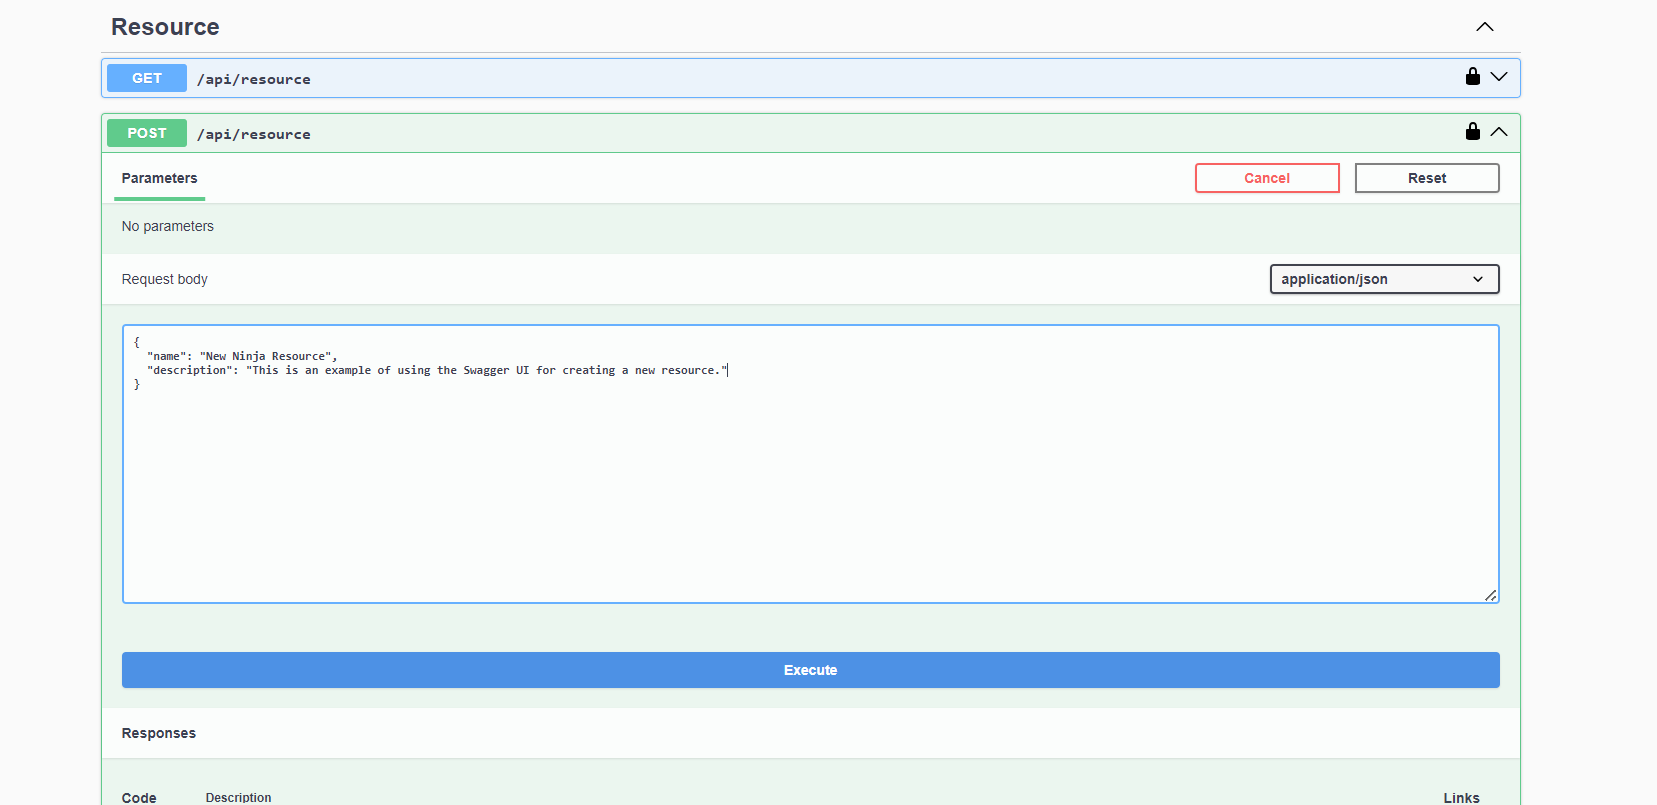 Resource
GET /api/resource
POST /api/resource
Parameters
Cancel
Reset
No parameters
Request body
application/json
{
  "name": "New Ninja Resource",
  "description": "This is an example of using the Swagger UI for creating a new resource."
}
Execute
Responses
Code Description Links